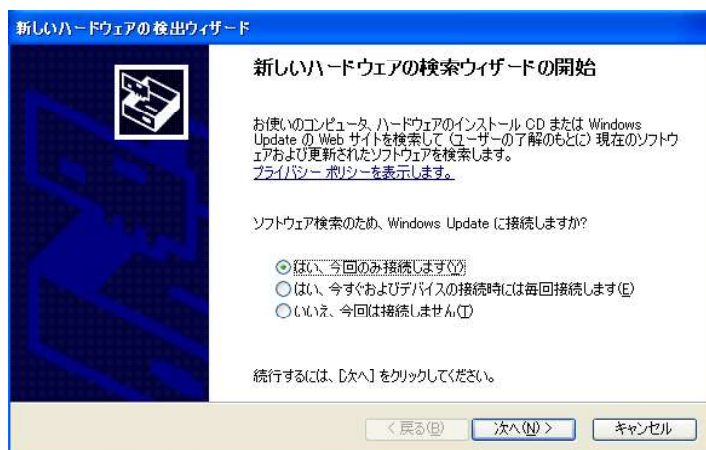 新しいハードウェアの検出ウィザード
新しいハードウェアの検索ウィザードの開始
お使いのコンピュータ、ハードウェアのインストール CD または Windows
Update の Web サイトを検索して (ユーザーの了解のもとに) 現在のソフトウ
ェアおよび更新されたソフトウェアを検索します。
プライバシー ポリシーを表示します。
ソフトウェア検索のため、Windows Update に接続しますか?
はい、今回のみ接続します(Y)
はい、今すぐおよびデバイスの接続時には毎回接続します(E)
いいえ、今回は接続しません(T)
続行するには、[次へ] をクリックしてください。
< 戻る(B)
次へ(N) >
キャンセル